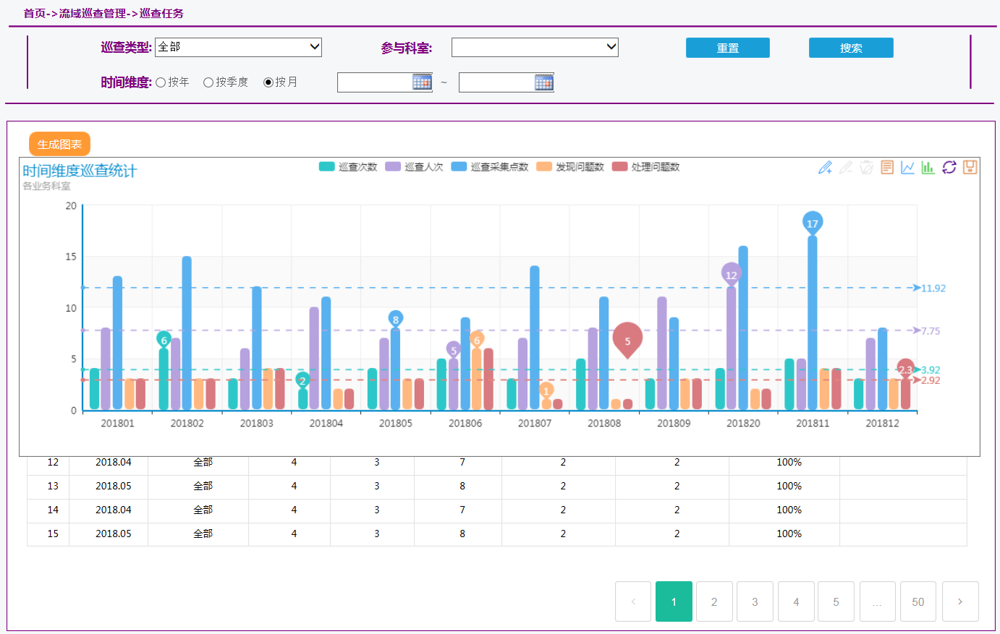 首页->流域巡查管理->巡查任务
巡查类型: 全部 参与科室: 重置 搜索
时间维度: 按年 按季度 按月 ~
生成图表
时间维度巡查统计 巡查次数 巡查人次 巡查采集点数 发现问题数 处理问题数
各业务科室
20
15
10
5
0
17
12
11.92
8
7.75
6
5
6
5
2
1
2.3
3.92
2.92
201801 201802 201803 201804 201805 201806 201807 201808 201809 201820 201811 201812
12 2018.04 全部 4 3 7 2 2 100%
13 2018.05 全部 4 3 8 2 2 100%
14 2018.04 全部 4 3 7 2 2 100%
15 2018.05 全部 4 3 8 2 2 100%
< 1 2 3 4 5 ... 50 >